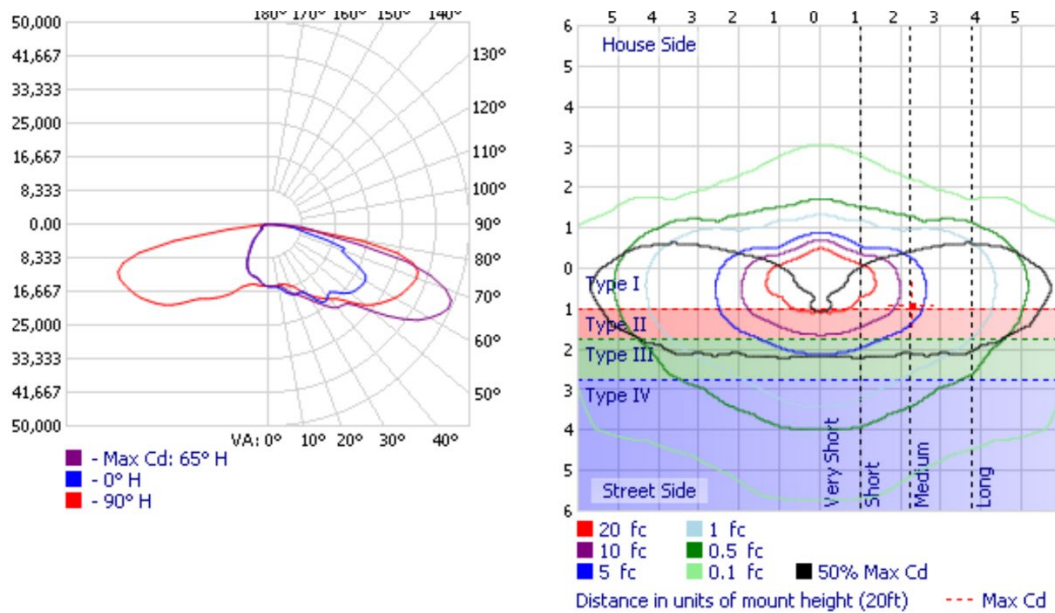 50,000
41,667
33,333
25,000
16,667
8,333
0.00
8,333
16,667
25,000
33,333
41,667
50,000
180° 170° 160° 150° 140°
130°
120°
110°
100°
90°
80°
70°
60°
50°
VA: 0° 10° 20° 30° 40°
- Max Cd: 65° H
- 0° H
- 90° H
5 4 3 2 1 0 1 2 3 4 5
6
5
4
3
2
1
0
1
2
3
4
5
6
House Side
Type I
Type II
Type III
Type IV
Street Side
Very Short
Short
Medium
Long
20 fc 1 fc
10 fc 0.5 fc
5 fc 0.1 fc 50% Max Cd
Distance in units of mount height (20ft) Max Cd